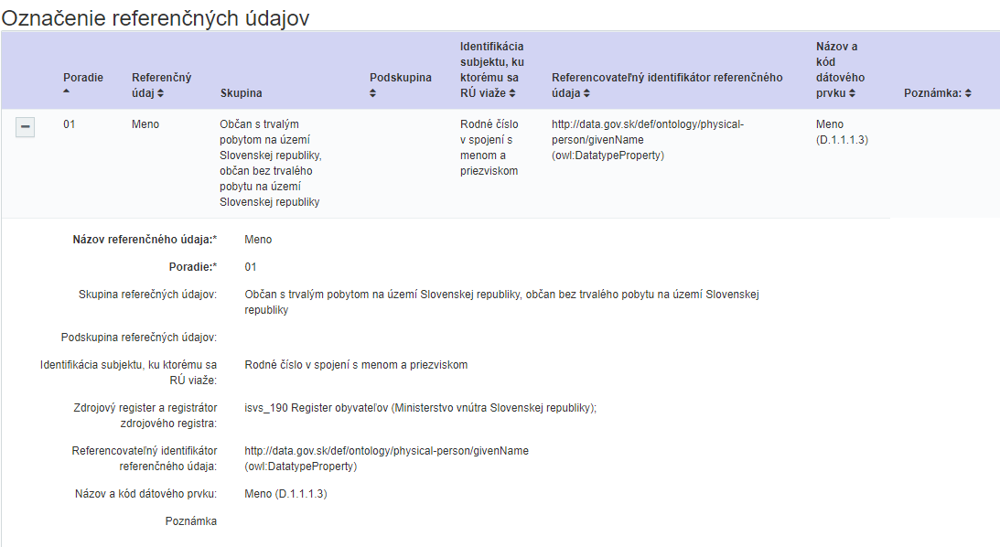 Označenie referenčných údajov
Poradie
Referenčný
údaj
Skupina
Podskupina
Identifikácia
subjektu, ku
ktorému sa
RÚ viaže
Referencovateľný identifikátor referenčného
údaja
Názov a
kód
dátového
prvku
Poznámka:
01
Meno
Občan s trvalým
pobytom na území
Slovenskej republiky,
občan bez trvalého
pobytu na území
Slovenskej republiky
Rodné číslo
v spojení s
menom a
priezviskom
http://data.gov.sk/def/ontology/physical-
person/givenName
(owl:DatatypeProperty)
Meno
(D.1.1.1.3)
Názov referenčného údaja:* Meno
Poradie:* 01
Skupina referečných údajov: Občan s trvalým pobytom na území Slovenskej republiky, občan bez trvalého pobytu na území Slovenskej
republiky
Podskupina referečných údajov:
Identifikácia subjektu, ku ktorému sa Rodné číslo v spojení s menom a priezviskom
RÚ viaže:
Zdrojový register a registrátor isvs_190 Register obyvateľov (Ministerstvo vnútra Slovenskej republiky);
zdrojového registra:
Referencovateľný identifikátor http://data.gov.sk/def/ontology/physical-person/givenName
referenčného údaja: (owl:DatatypeProperty)
Názov a kód dátového prvku: Meno (D.1.1.1.3)
Poznámka